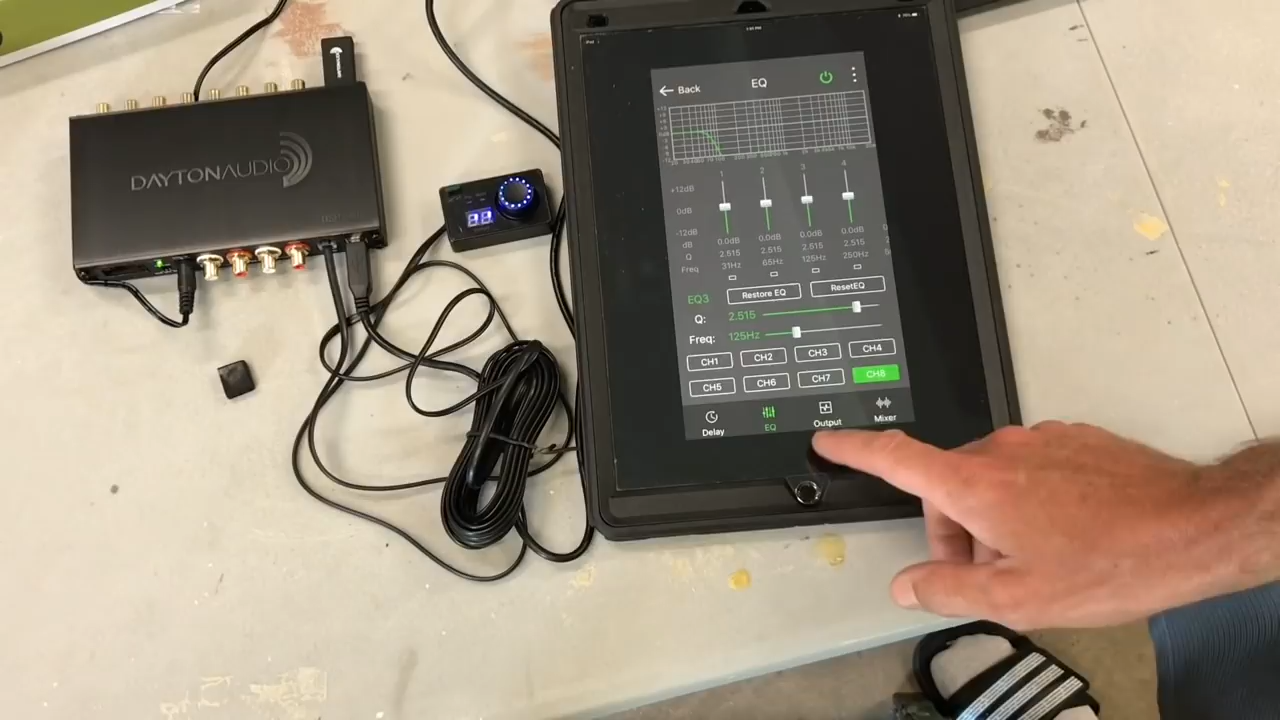 DAYTON AUDIO
Back
EQ
+12dB
0dB
-12dB
dB
Q
Freq
1
2
3
4
0.0dB
0.0dB
0.0dB
0.0dB
2.515
2.515
2.515
2.515
31Hz
65Hz
125Hz
250Hz
EQ3
Restore EQ
ResetEQ
Q:
2.515
Freq:
125Hz
CH1
CH2
CH3
CH4
CH5
CH6
CH7
CH8
Delay
EQ
Output
Mixer